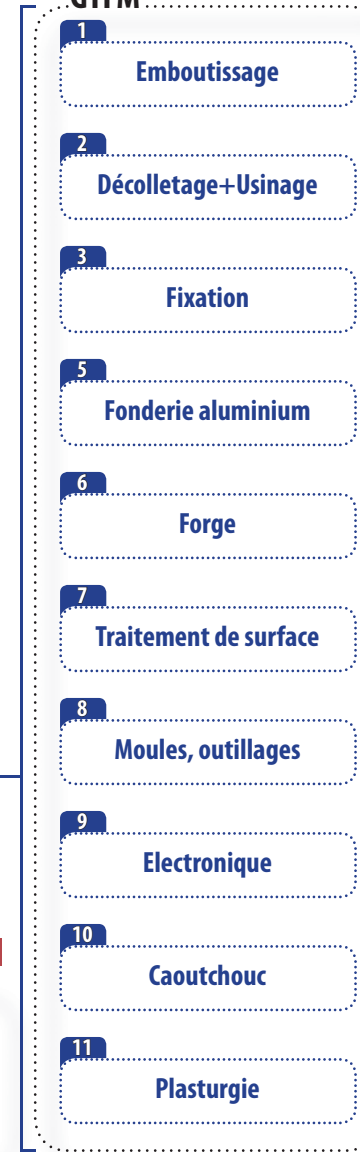 1
Emboutissage
2
Décolletage+Usinage
3
Fixation
5
Fonderie aluminium
6
Forge
7
Traitement de surface
8
Moules, outillages
9
Electronique
10
Caoutchouc
11
Plasturgie